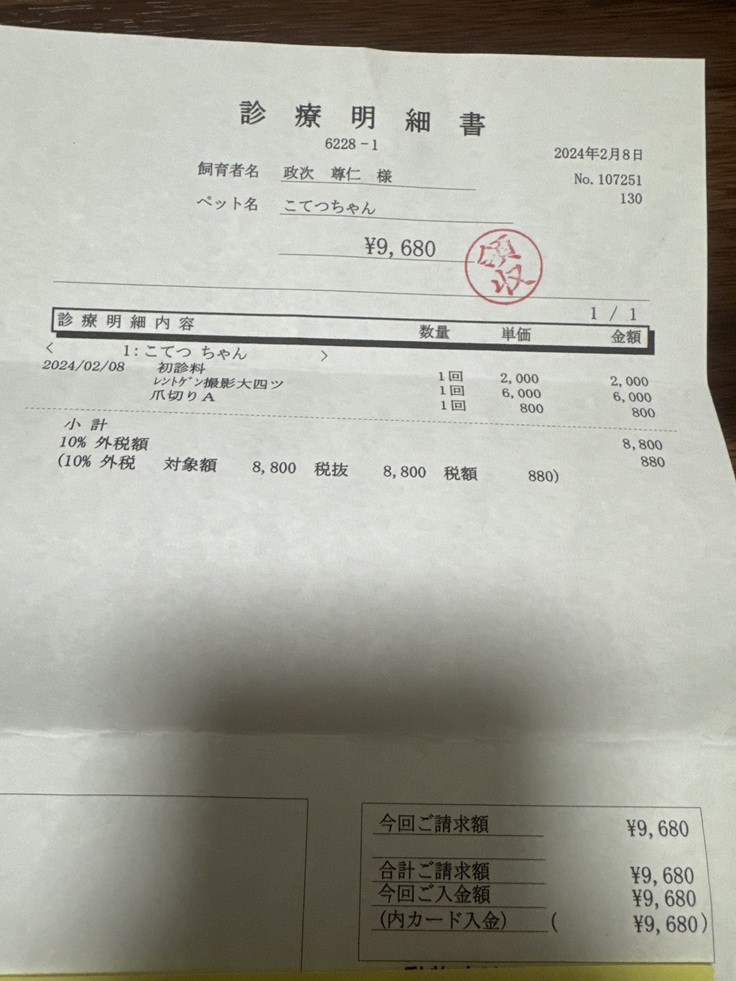 診療明細書
6228-1
2024年2月8日
飼育者名 政次 尊仁 様
No. 107251
130
ペット名 こてつちゃん
¥9,680
領収
1 / 1
診療明細内容 数量 単価 金額
< 1:こてつ ちゃん >
2024/02/08 初診料 1回 2,000 2,000
レントゲン撮影大四ツ 1回 6,000 6,000
爪切りA 1回 800 800
小 計 8,800
10% 外税額 880
(10% 外税 対象額 8,800 税抜 8,800 税額 880)
今回ご請求額 ¥9,680
合計ご請求額 ¥9,680
今回ご入金額 ¥9,680
(内カード入金) ( ¥9,680)